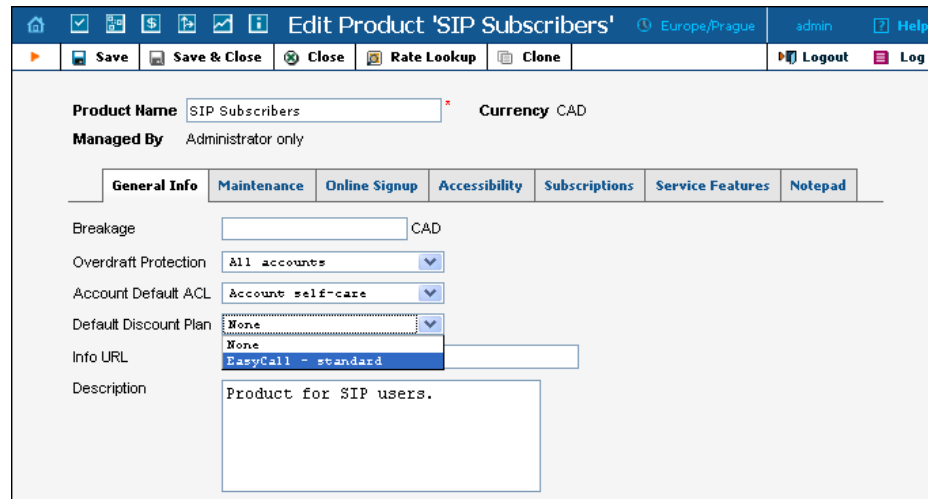 Edit Product 'SIP Subscribers' Europe/Prague admin ? Help
Save Save & Close Close Rate Lookup Clone Logout Log
Product Name SIP Subscribers * Currency CAD
Managed By Administrator only
General Info Maintenance Online Signup Accessibility Subscriptions Service Features Notepad
Breakage CAD
Overdraft Protection All accounts
Account Default ACL Account self-care
Default Discount Plan None
None
Info URL EasyCall - standard
Description Product for SIP users.